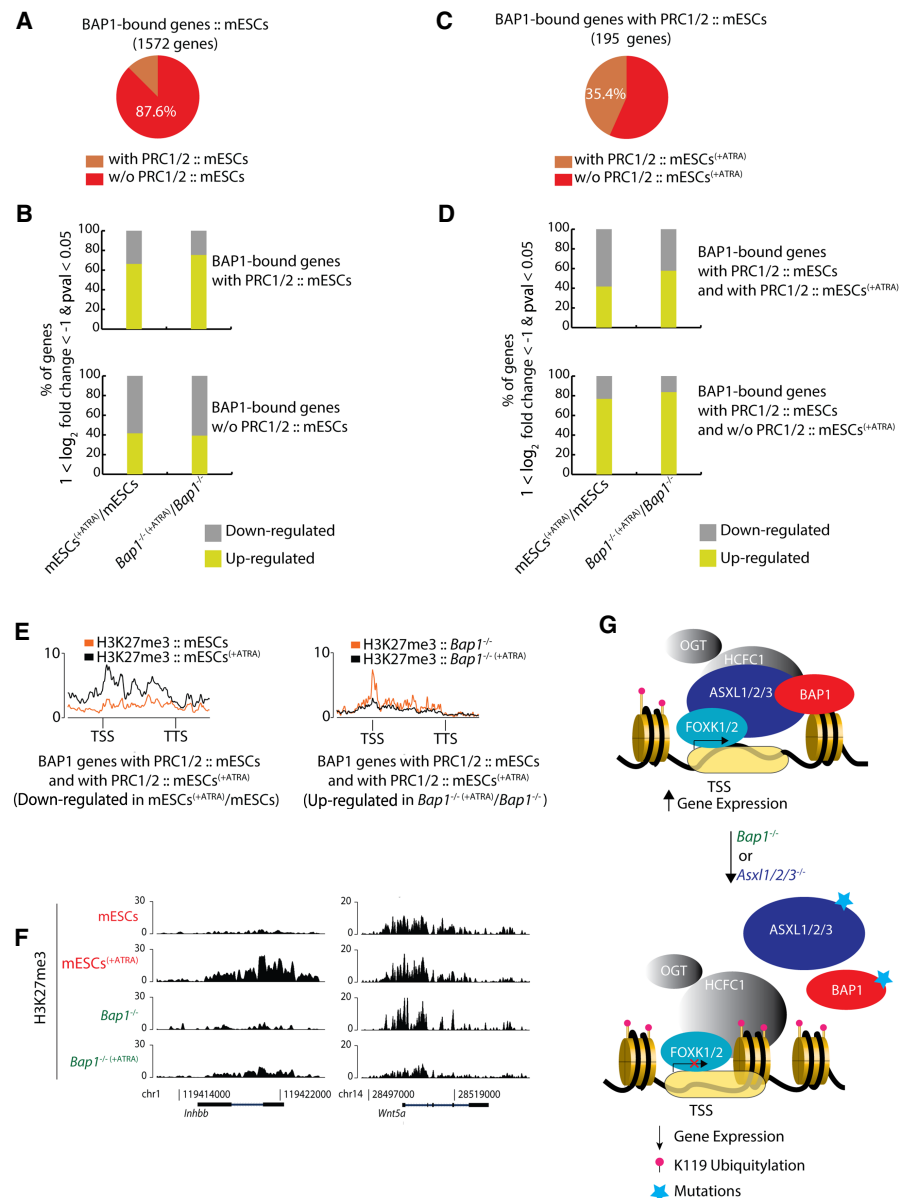 A
BAP1-bound genes :: mESCs
(1572 genes)
87.6%
with PRC1/2 :: mESCs
w/o PRC1/2 :: mESCs
C
BAP1-bound genes with PRC1/2 :: mESCs
(195 genes)
35.4%
with PRC1/2 :: mESCs(+ATRA)
w/o PRC1/2 :: mESCs(+ATRA)
B
% of genes
1 < log2 fold change < -1 & pval < 0.05
100
80
60
40
20
0
BAP1-bound genes
with PRC1/2 :: mESCs
100
80
60
40
20
0
BAP1-bound genes
w/o PRC1/2 :: mESCs
mESCs(+ATRA)/mESCs
Bap1-/- (+ATRA)/Bap1-/-
Down-regulated
Up-regulated
D
% of genes
1 < log2 fold change < -1 & pval < 0.05
100
80
60
40
20
0
BAP1-bound genes
with PRC1/2 :: mESCs
and with PRC1/2 :: mESCs(+ATRA)
100
80
60
40
20
0
BAP1-bound genes
with PRC1/2 :: mESCs
and w/o PRC1/2 :: mESCs(+ATRA)
mESCs(+ATRA)/mESCs
Bap1-/- (+ATRA)/Bap1-/-
Down-regulated
Up-regulated
E
H3K27me3 :: mESCs
H3K27me3 :: mESCs(+ATRA)
10
0
TSS
TTS
BAP1 genes with PRC1/2 :: mESCs
and with PRC1/2 :: mESCs(+ATRA)
(Down-regulated in mESCs(+ATRA)/mESCs)
H3K27me3 :: Bap1-/-
H3K27me3 :: Bap1-/- (+ATRA)
10
0
TSS
TTS
BAP1 genes with PRC1/2 :: mESCs
and with PRC1/2 :: mESCs(+ATRA)
(Up-regulated in Bap1-/- (+ATRA)/Bap1-/-)
F
H3K27me3
mESCs
30
0
20
0
mESCs(+ATRA)
30
0
20
0
Bap1-/-
30
0
20
0
Bap1-/- (+ATRA)
30
0
20
0
chr1
119414000
119422000
Inhbb
chr14
28497000
28519000
Wnt5a
G
OGT
HCFC1
ASXL1/2/3
BAP1
FOXK1/2
TSS
Gene Expression
Bap1-/-
or
Asxl1/2/3-/-
ASXL1/2/3
OGT
HCFC1
BAP1
FOXK1/2
TSS
Gene Expression
K119 Ubiquitylation
Mutations